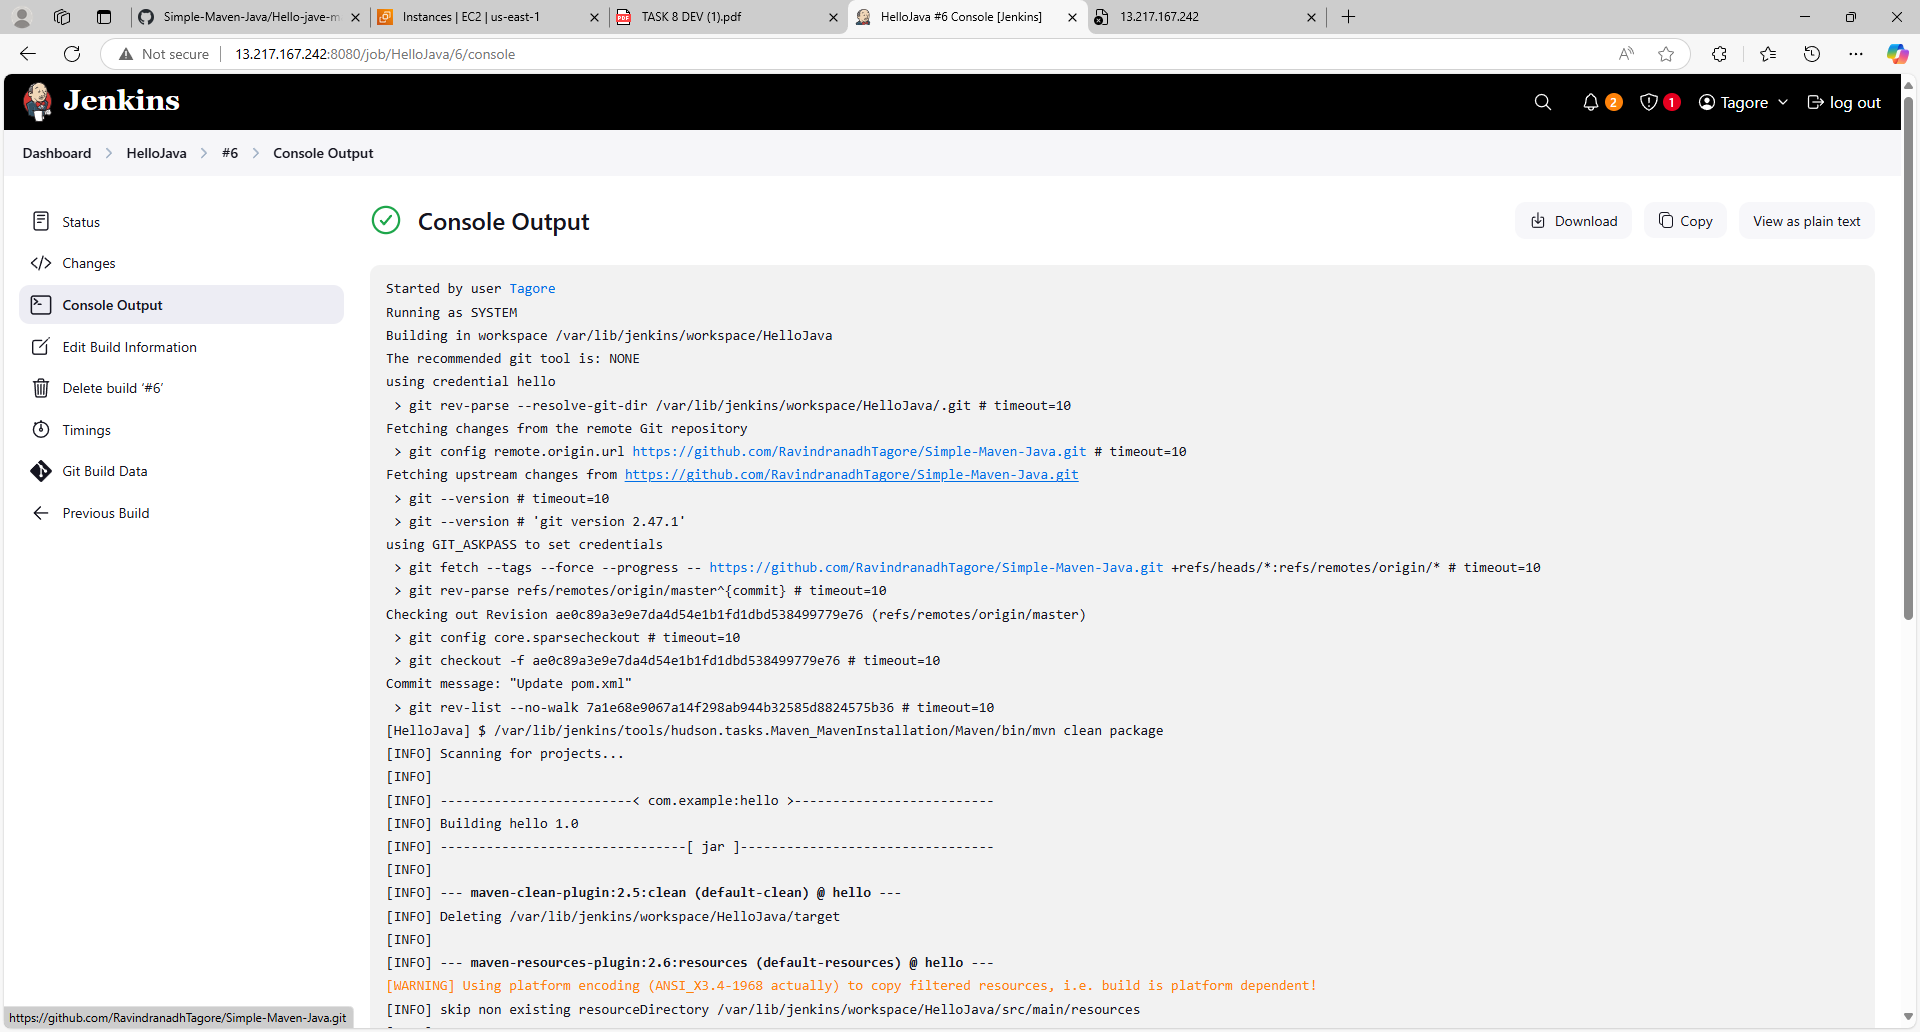 Simple-Maven-Java/Hello-jave-m
Instances | EC2 | us-east-1
TASK 8 DEV (1).pdf
HelloJava #6 Console [Jenkins]
13.217.167.242
Not secure
13.217.167.242:8080/job/HelloJava/6/console
Jenkins
2
1
Tagore
log out
Dashboard
HelloJava
#6
Console Output
Status
Changes
Console Output
Edit Build Information
Delete build ‘#6’
Timings
Git Build Data
Previous Build
Console Output
Download
Copy
View as plain text
Started by user Tagore
Running as SYSTEM
Building in workspace /var/lib/jenkins/workspace/HelloJava
The recommended git tool is: NONE
using credential hello
> git rev-parse --resolve-git-dir /var/lib/jenkins/workspace/HelloJava/.git # timeout=10
Fetching changes from the remote Git repository
> git config remote.origin.url https://github.com/RavindranadhTagore/Simple-Maven-Java.git # timeout=10
Fetching upstream changes from https://github.com/RavindranadhTagore/Simple-Maven-Java.git
> git --version # timeout=10
> git --version # 'git version 2.47.1'
using GIT_ASKPASS to set credentials
> git fetch --tags --force --progress -- https://github.com/RavindranadhTagore/Simple-Maven-Java.git +refs/heads/*:refs/remotes/origin/* # timeout=10
> git rev-parse refs/remotes/origin/master^{commit} # timeout=10
Checking out Revision ae0c89a3e9e7da4d54e1b1fd1dbd538499779e76 (refs/remotes/origin/master)
> git config core.sparsecheckout # timeout=10
> git checkout -f ae0c89a3e9e7da4d54e1b1fd1dbd538499779e76 # timeout=10
Commit message: "Update pom.xml"
> git rev-list --no-walk 7a1e68e9067a14f298ab944b32585d8824575b36 # timeout=10
[HelloJava] $ /var/lib/jenkins/tools/hudson.tasks.Maven_MavenInstallation/Maven/bin/mvn clean package
[INFO] Scanning for projects...
[INFO]
[INFO] -------------------------< com.example:hello >--------------------------
[INFO] Building hello 1.0
[INFO] --------------------------------[ jar ]---------------------------------
[INFO]
[INFO] --- maven-clean-plugin:2.5:clean (default-clean) @ hello ---
[INFO] Deleting /var/lib/jenkins/workspace/HelloJava/target
[INFO]
[INFO] --- maven-resources-plugin:2.6:resources (default-resources) @ hello ---
[WARNING] Using platform encoding (ANSI_X3.4-1968 actually) to copy filtered resources, i.e. build is platform dependent!
[INFO] skip non existing resourceDirectory /var/lib/jenkins/workspace/HelloJava/src/main/resources
https://github.com/RavindranadhTagore/Simple-Maven-Java.git